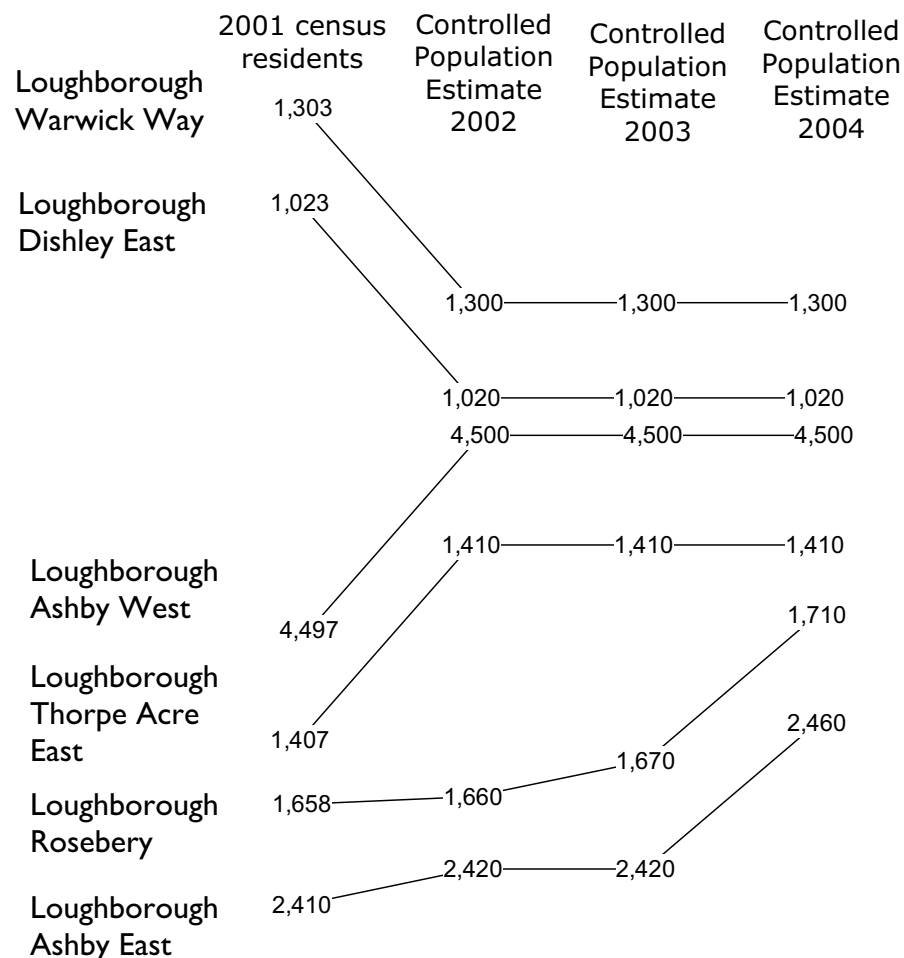 2001 census
residents
Controlled
Population
Estimate
2002
Controlled
Population
Estimate
2003
Controlled
Population
Estimate
2004
Loughborough
Warwick Way
1,303
1,300
1,300
1,300
Loughborough
Dishley East
1,023
1,020
1,020
1,020
Loughborough
Ashby West
4,497
4,500
4,500
4,500
Loughborough
Thorpe Acre
East
1,407
1,410
1,410
1,410
Loughborough
Rosebery
1,658
1,660
1,670
1,710
Loughborough
Ashby East
2,410
2,420
2,420
2,460